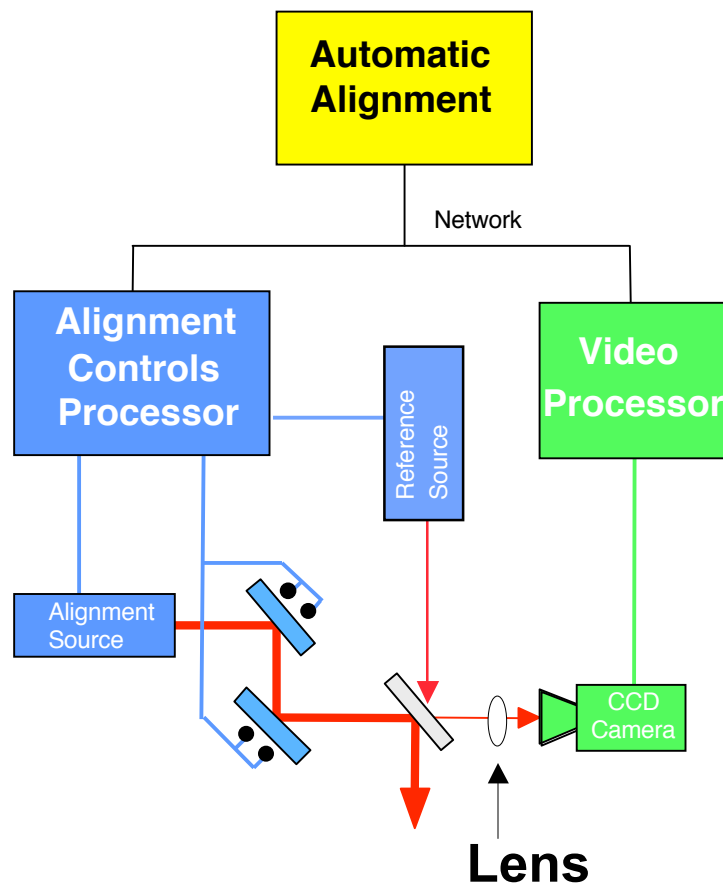 Automatic
Alignment
Network
Alignment
Controls
Processor
Reference
Source
Video
Processor
Alignment
Source
CCD
Camera
Lens